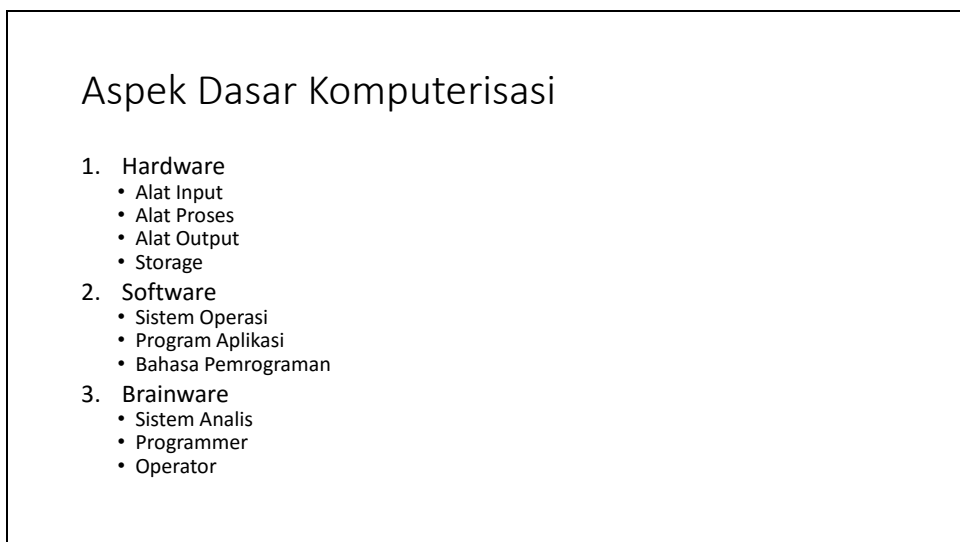 Aspek Dasar Komputerisasi
1. Hardware
• Alat Input
• Alat Proses
• Alat Output
• Storage
2. Software
• Sistem Operasi
• Program Aplikasi
• Bahasa Pemrograman
3. Brainware
• Sistem Analis
• Programmer
• Operator